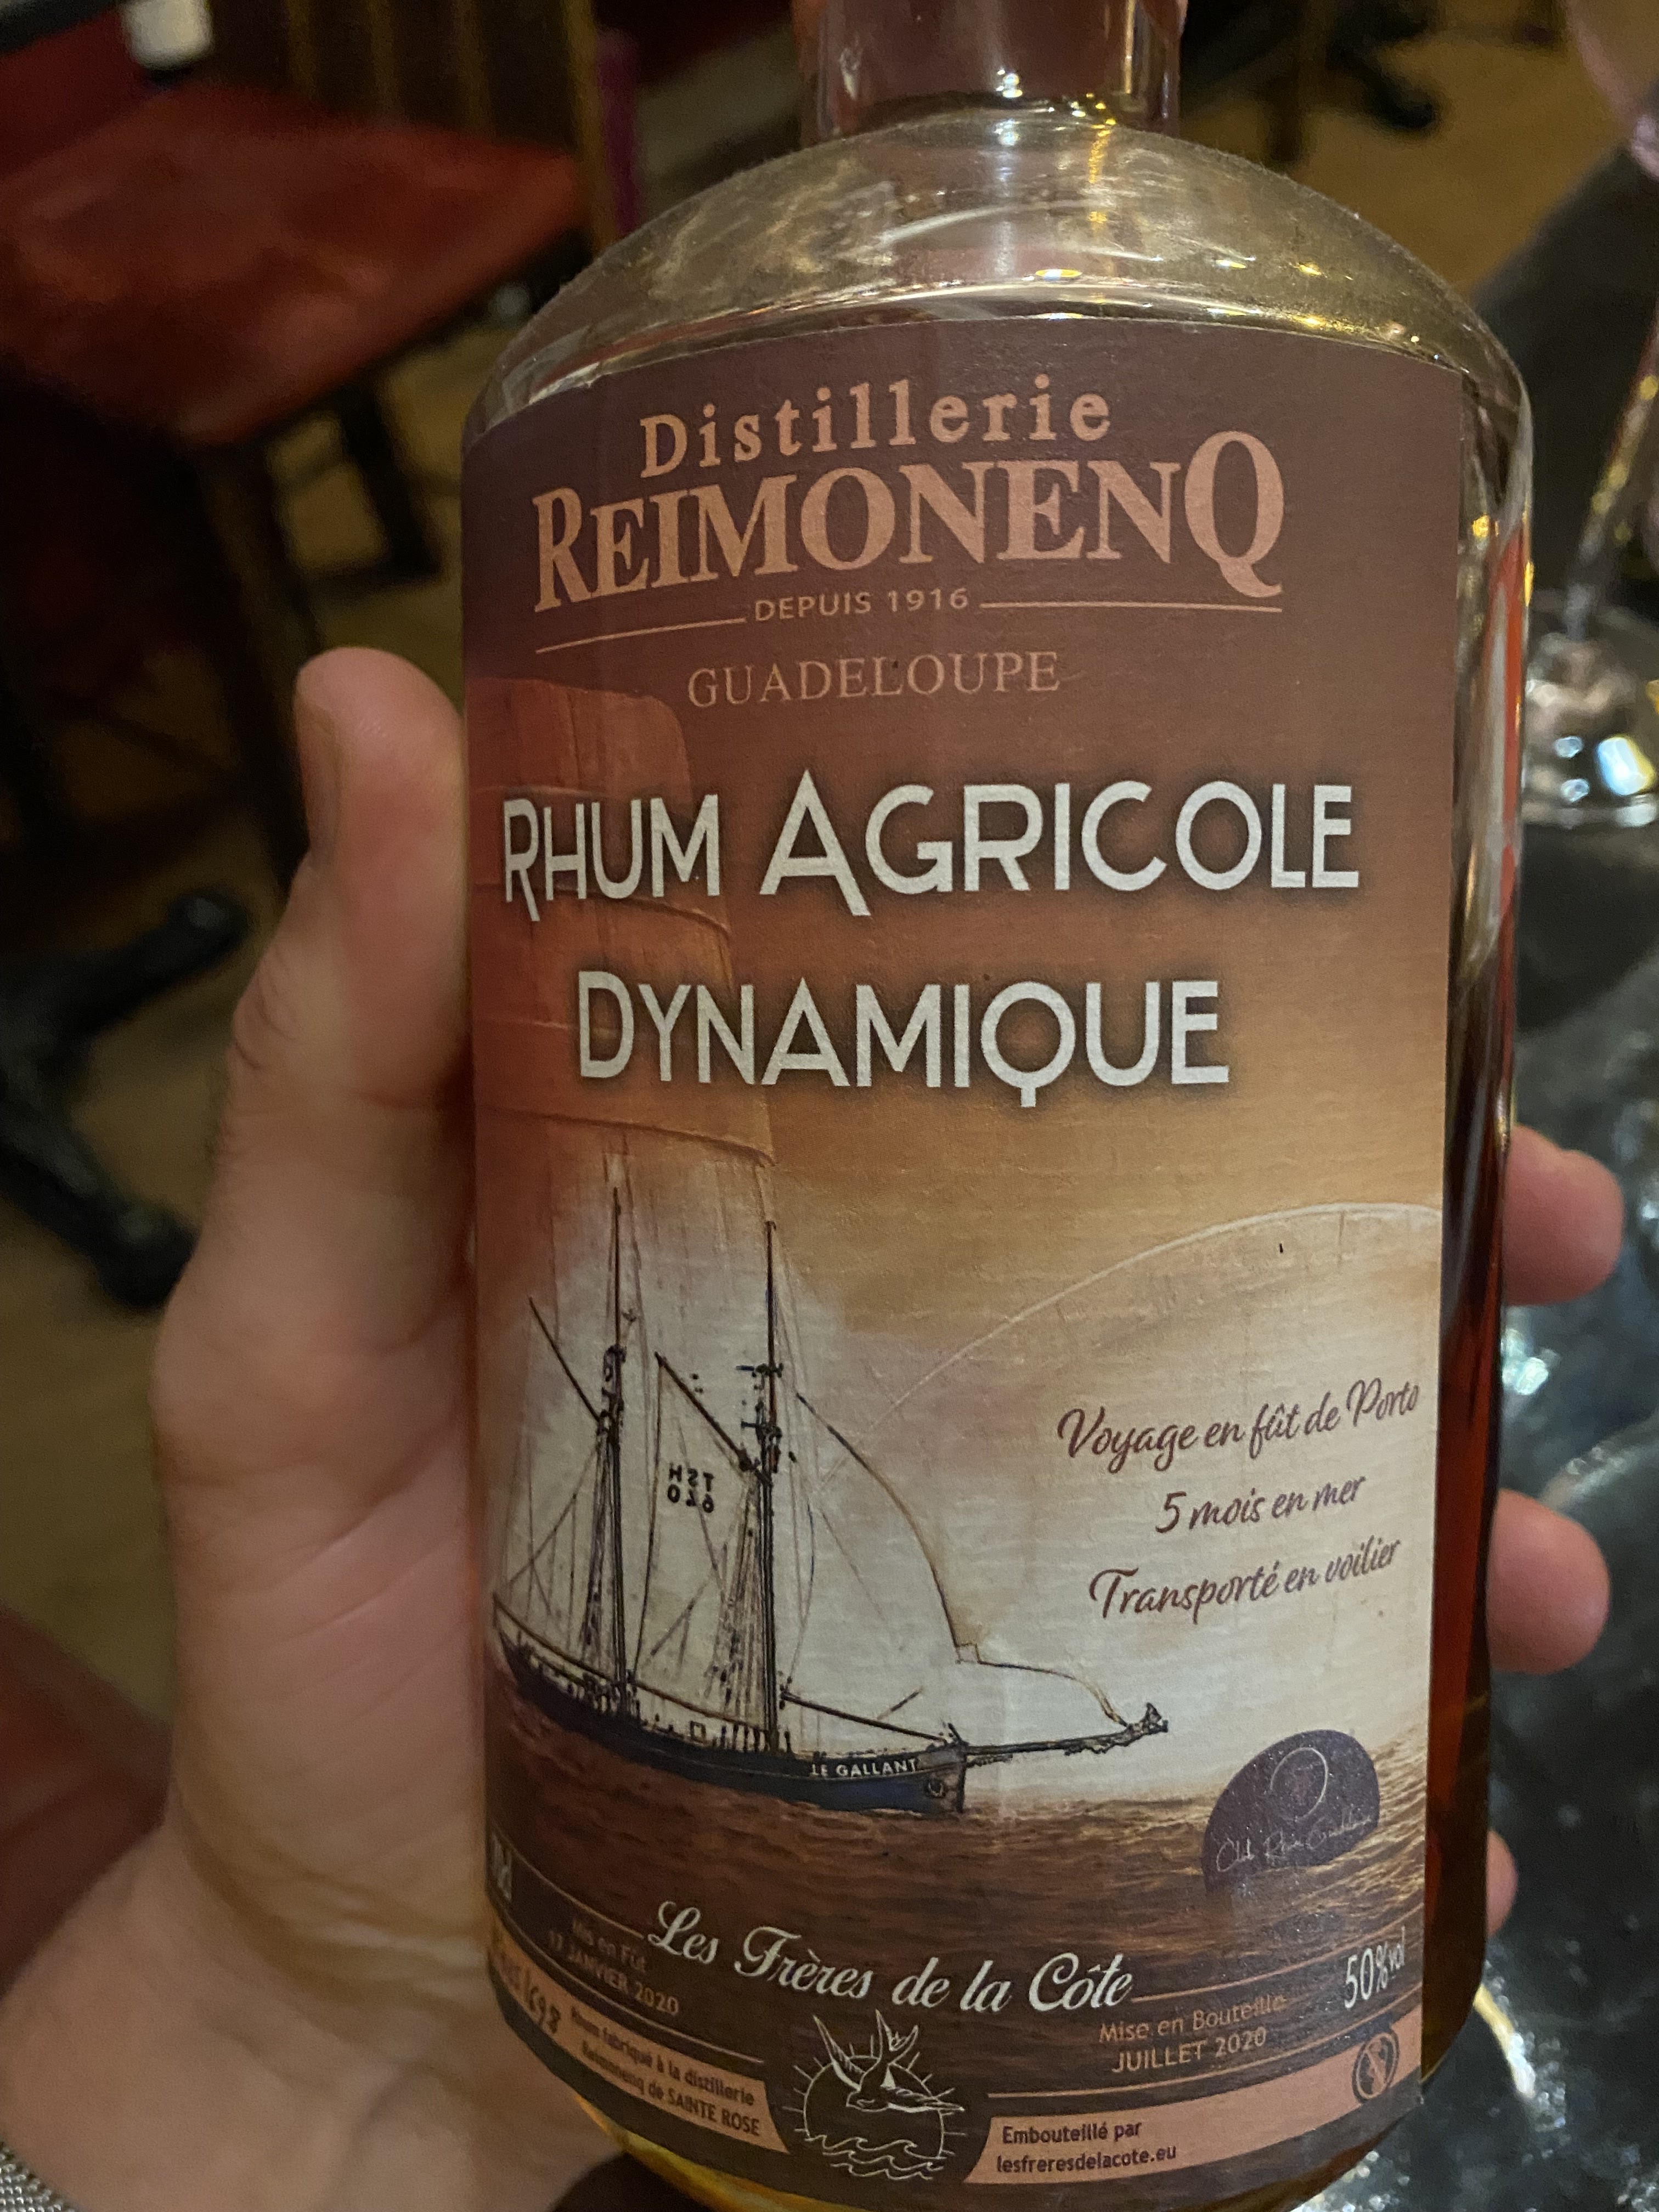 Distillerie
REIMONENQ
DEPUIS 1916
GUADELOUPE
RHUM AGRICOLE
DYNAMIQUE
Voyage en fût de Porto
5 mois en mer
Transporté en voilier
TSH
LE GALLANT
Les Frères de la Côte
Mis en Fût
17 JANVIER 2020
50%vol
Mise en Bouteille
JUILLET 2020
Rhum fabriqué à la distillerie
Reimonenq de SAINTE ROSE
Embouteillé par
lesfreresdelacote.eu